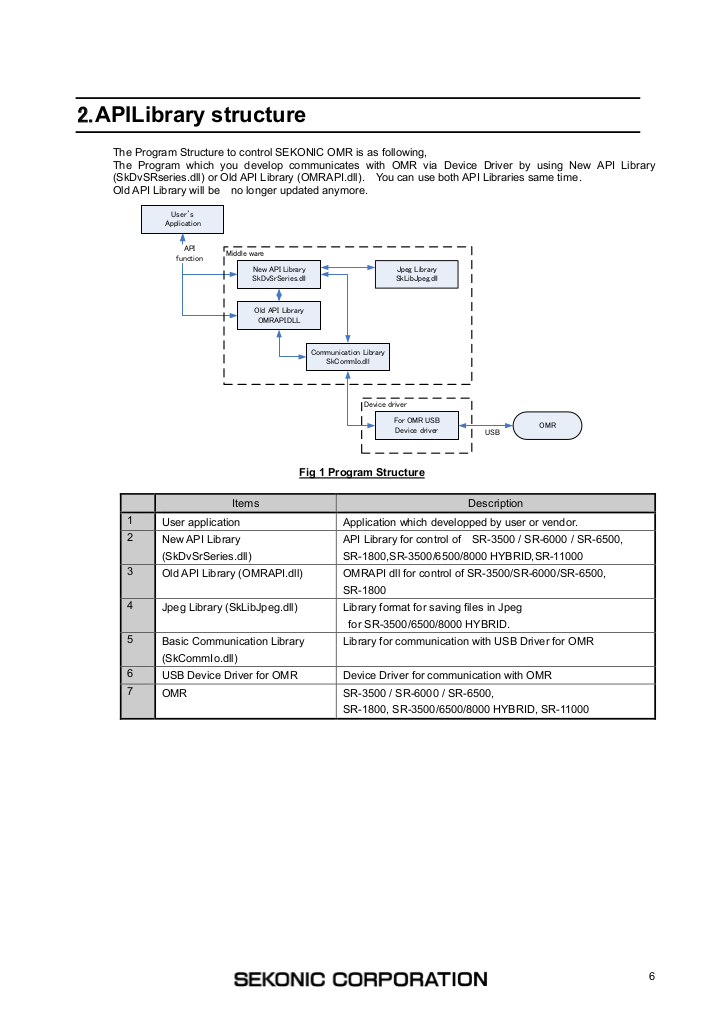 2.APILibrary structure
The Program Structure to control SEKONIC OMR is as following,
The Program which you develop communicates with OMR via Device Driver by using New API Library
(SkDvSRseries.dll) or Old API Library (OMRAPI.dll). You can use both API Libraries same time.
Old API Library will be no longer updated anymore.
User's
Application
API
function
Middle ware
New API Library
SkDvSrSeries.dll
Jpeg Library
SkLibJpeg.dll
Old API Library
OMRAPIDLL
Communication Library
SkCommIo.dll
Device driver
For OMR USB
Device driver
USB
OMR
Fig 1 Program Structure
Items Description
1 User application Application which developped by user or vendor.
2 New API Library API Library for control of SR-3500 / SR-6000 / SR-6500,
(SkDvSrSeries.dll) SR-1800,SR-3500/6500/8000 HYBRID,SR-11000
3 Old API Library (OMRAPI.dll) OMRAPI dll for control of SR-3500/SR-6000/SR-6500,
SR-1800
4 Jpeg Library (SkLibJpeg.dll) Library format for saving files in Jpeg
for SR-3500/6500/8000 HYBRID.
5 Basic Communication Library Library for communication with USB Driver for OMR
(SkCommIo.dll)
6 USB Device Driver for OMR Device Driver for communication with OMR
7 OMR SR-3500 / SR-6000 / SR-6500,
SR-1800, SR-3500/6500/8000 HYBRID, SR-11000
SEKONIC CORPORATION
6